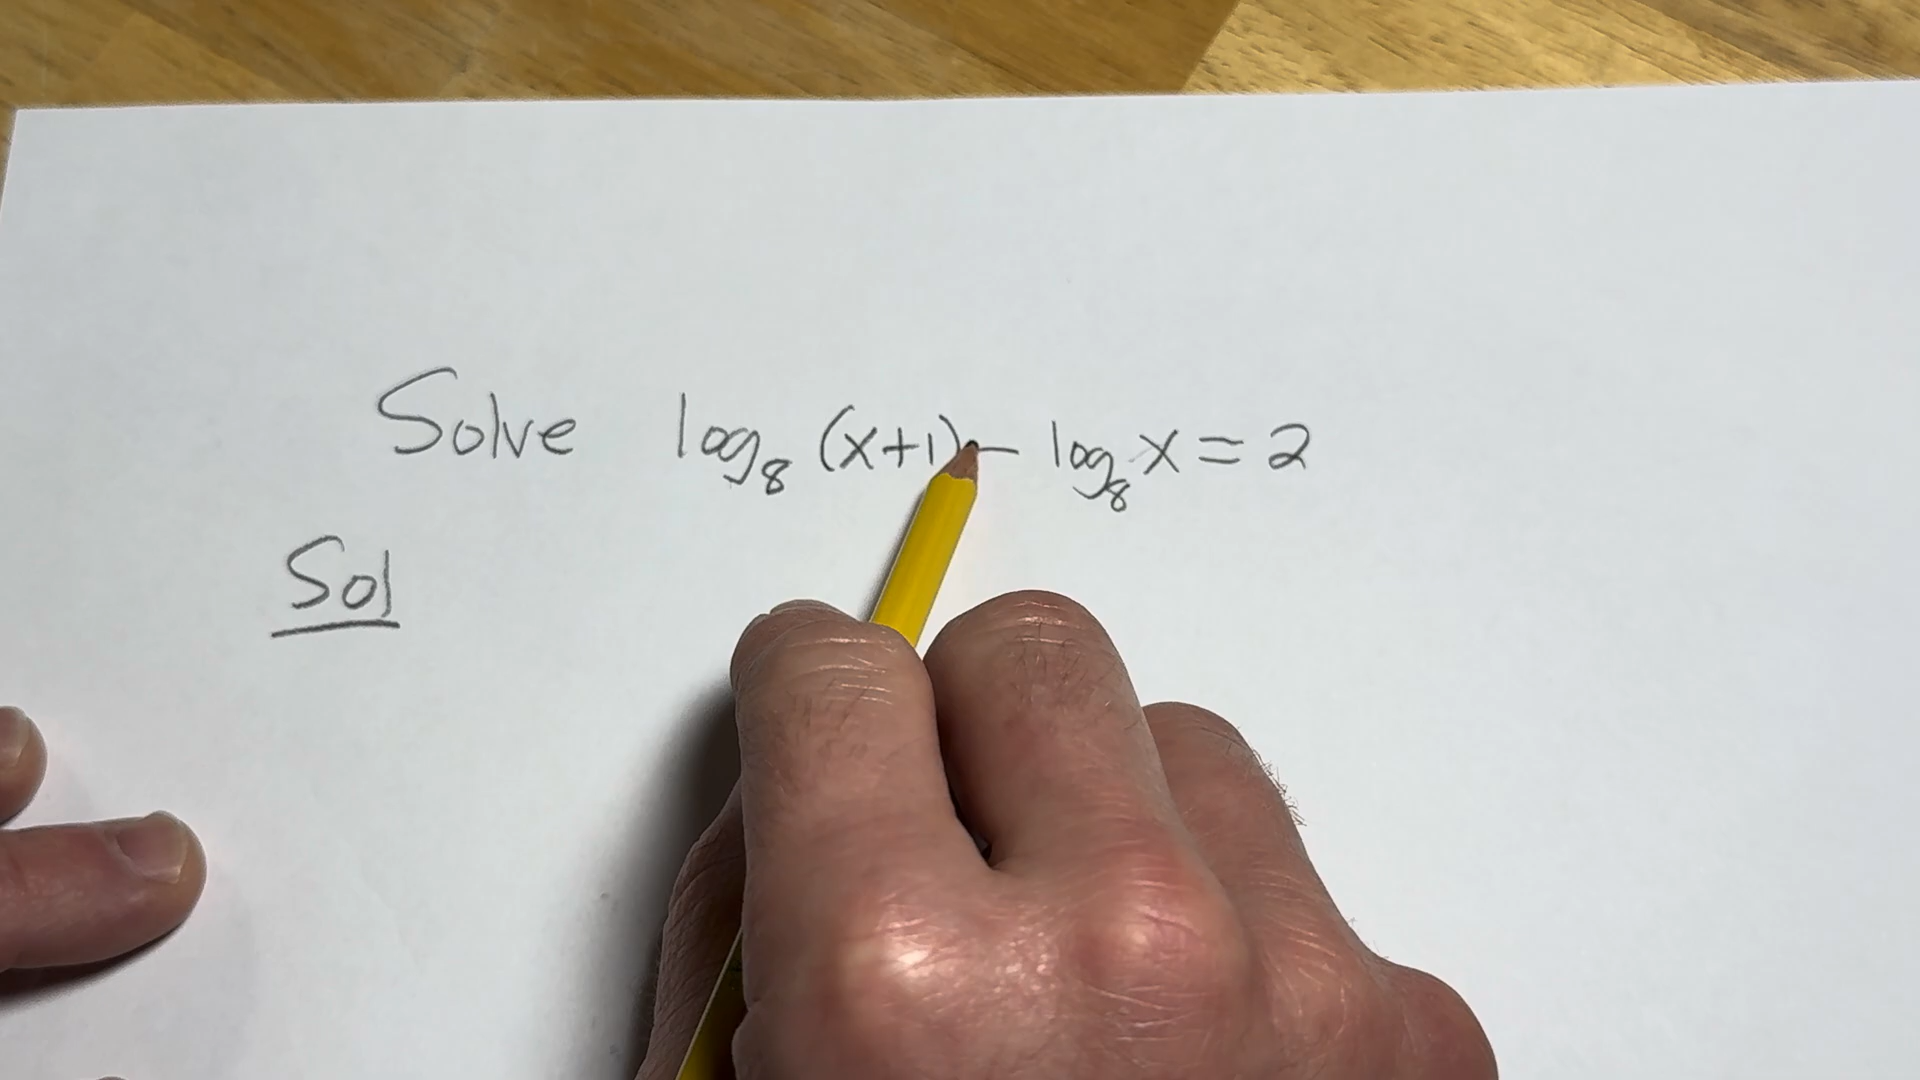 Solve log₈ (x+1) - log₈ x = 2
Sol